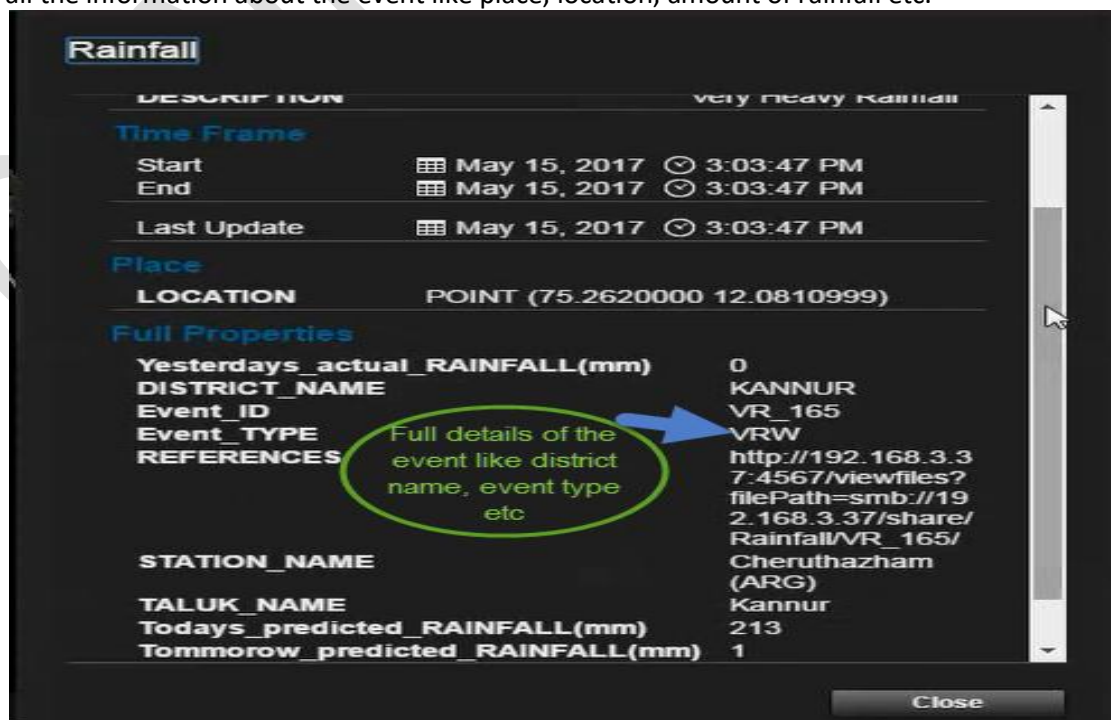 all the information about the event like place, location, amount of rainfall etc.
Rainfall
DESCRIPTION Very Heavy Rainfall
Time Frame
Start May 15, 2017 3:03:47 PM
End May 15, 2017 3:03:47 PM
Last Update May 15, 2017 3:03:47 PM
Place
LOCATION POINT (75.2620000 12.0810999)
Full Properties
Yesterdays_actual_RAINFALL(mm) 0
DISTRICT_NAME KANNUR
Event_ID VR_165
Event_TYPE VRW
REFERENCES http://192.168.3.3
7:4567/viewfiles?
filePath=smb://19
2.168.3.37/share/
Rainfall/VR_165/
Full details of the
event like district
name, event type
etc
STATION_NAME Cheruthazham
(ARG)
TALUK_NAME Kannur
Todays_predicted_RAINFALL(mm) 213
Tommorow_predicted_RAINFALL(mm) 1
Close